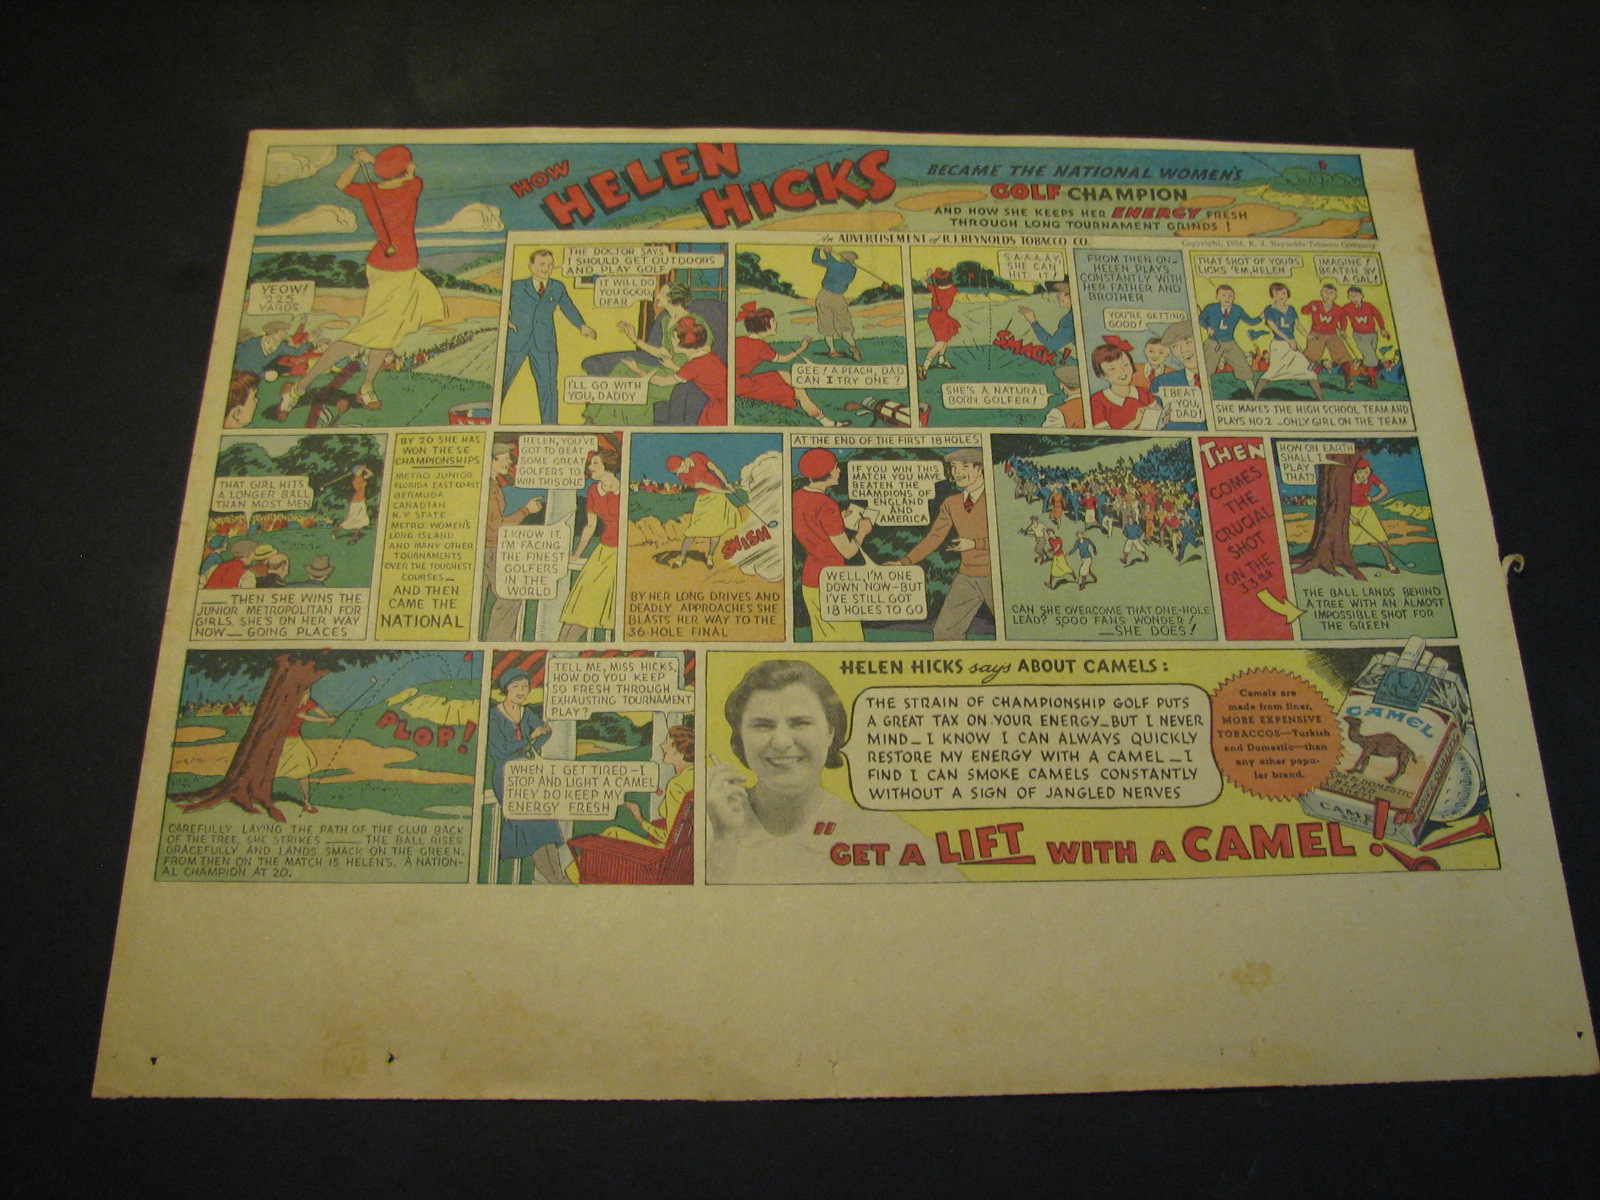 HOW
HELEN
HICKS
BECAME THE NATIONAL WOMEN'S
GOLF CHAMPION
AND HOW SHE KEEPS HER ENERGY FRESH
THROUGH LONG TOURNAMENT GRINDS!
An ADVERTISEMENT of R.J. REYNOLDS TOBACCO CO.
Copyright, 1934, R. J. Reynolds Tobacco Company
YEOW!
225
YARDS
THE DOCTOR SAYS
I SHOULD GET OUTDOORS
AND PLAY GOLF
IT WILL DO
YOU GOOD,
DEAR
I'LL GO WITH
YOU, DADDY
GEE! A PEACH, DAD.
CAN I TRY ONE?
S-A-A-A-AY,
SHE CAN
HIT IT!
SMACK!
SHE'S A NATURAL
BORN GOLFER!
FROM THEN ON—
HELEN PLAYS
CONSTANTLY WITH
HER FATHER AND
BROTHER
YOU'RE GETTING
GOOD!
I BEAT
YOU,
DAD!
THAT SHOT OF YOURS
LICKS 'EM, HELEN
IMAGINE!
BEATEN BY
A GAL!
L
L
W
W
SHE MAKES THE HIGH SCHOOL TEAM AND
PLAYS NO.2 — ONLY GIRL ON THE TEAM
THAT GIRL HITS
A LONGER BALL
THAN MOST MEN
— THEN SHE WINS THE
JUNIOR METROPOLITAN FOR
GIRLS. SHE'S ON HER WAY
NOW — GOING PLACES
BY 20 SHE HAS
WON THESE
CHAMPIONSHIPS
METRO JUNIOR
FLORIDA EAST COAST
BERMUDA
CANADIAN
N.Y. STATE
METRO WOMEN'S
LONG ISLAND
AND MANY OTHER
TOURNAMENTS
OVER THE TOUGHEST
COURSES —
AND THEN
CAME THE
NATIONAL
HELEN, YOU'VE
GOT TO BEAT
SOME GREAT
GOLFERS TO
WIN THIS ONE
I KNOW IT.
I'M FACING
THE FINEST
GOLFERS
IN THE
WORLD
SWISH
BY HER LONG DRIVES AND
DEADLY APPROACHES SHE
BLASTS HER WAY TO THE
36-HOLE FINAL
AT THE END OF THE FIRST 18 HOLES
IF YOU WIN THIS
MATCH YOU HAVE
BEATEN THE
CHAMPIONS OF
ENGLAND
AND
AMERICA
WELL, I'M ONE
DOWN NOW—BUT
I'VE STILL GOT
18 HOLES TO GO
CAN SHE OVERCOME THAT ONE-HOLE
LEAD? 5000 FANS WONDER!
— SHE DOES!
THEN
COMES
THE
CRUCIAL
SHOT
ON THE
33RD
HOW ON EARTH
SHALL I
PLAY
THAT?
THE BALL LANDS BEHIND
A TREE WITH AN ALMOST
IMPOSSIBLE SHOT FOR
THE GREEN
PLOP!
CAREFULLY LAYING THE PATH OF THE CLUB BACK
OF THE TREE, SHE STRIKES — THE BALL RISES
GRACEFULLY AND LANDS SMACK ON THE GREEN.
FROM THEN ON THE MATCH IS HELEN'S. A NATION-
AL CHAMPION AT 20.
TELL ME, MISS HICKS,
HOW DO YOU KEEP
SO FRESH THROUGH
EXHAUSTING TOURNAMENT
PLAY?
WHEN I GET TIRED—I
STOP AND LIGHT A CAMEL.
THEY DO KEEP MY
ENERGY FRESH
HELEN HICKS says ABOUT CAMELS:
THE STRAIN OF CHAMPIONSHIP GOLF PUTS
A GREAT TAX ON YOUR ENERGY—BUT I NEVER
MIND—I KNOW I CAN ALWAYS QUICKLY
RESTORE MY ENERGY WITH A CAMEL—I
FIND I CAN SMOKE CAMELS CONSTANTLY
WITHOUT A SIGN OF JANGLED NERVES
Camels are
made from finer,
MORE EXPENSIVE
TOBACCOS—Turkish
and Domestic—than
any other popu-
lar brand.
CAMEL
DOMESTIC
BLEND
CHOICE QUALITY
"GET A LIFT WITH A CAMEL!"